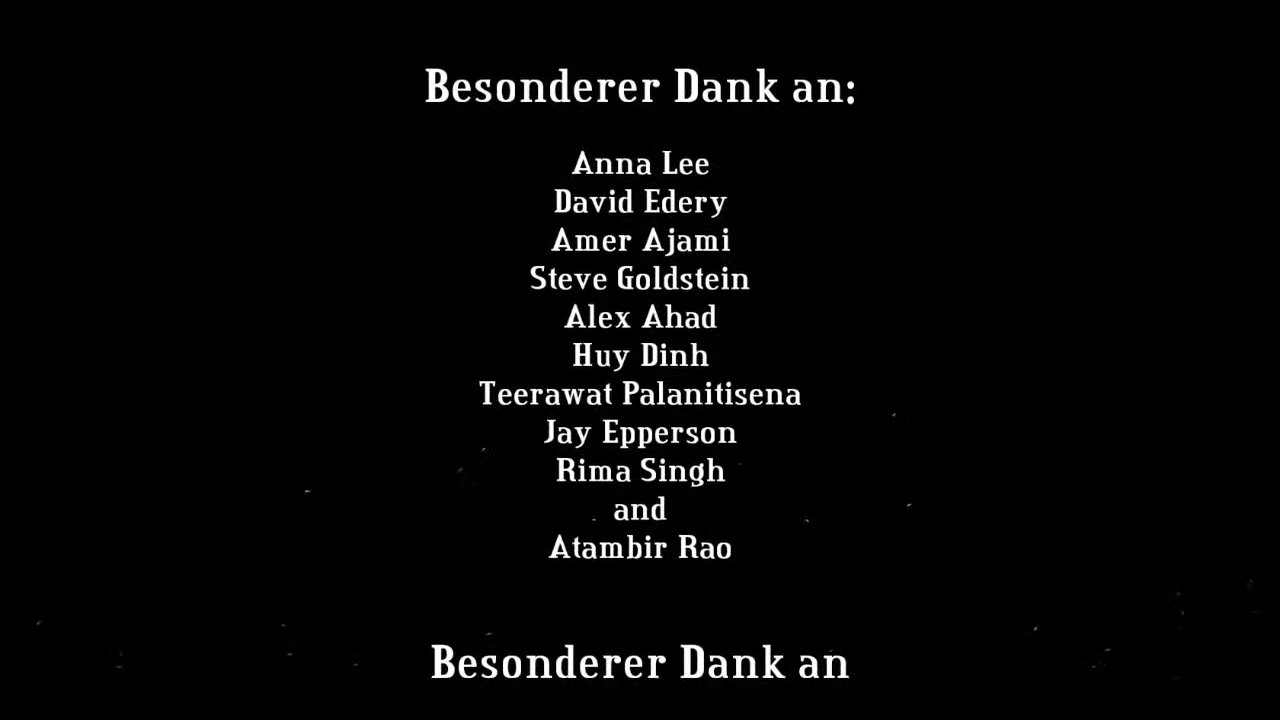 Besonderer Dank an:
Anna Lee
David Edery
Amer Ajami
Steve Goldstein
Alex Ahad
Huy Dinh
Teerawat Palanitisena
Jay Epperson
Rima Singh
and
Atambir Rao
Besonderer Dank an